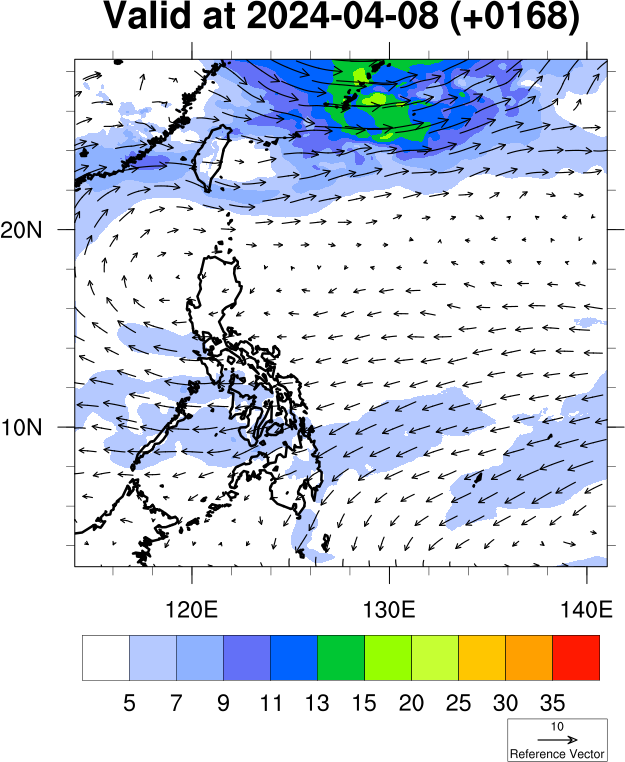 Valid at 2024-04-08 (+0168)
20N
10N
120E 130E 140E
5 7 9 11 13 15 20 25 30 35
10
Reference Vector